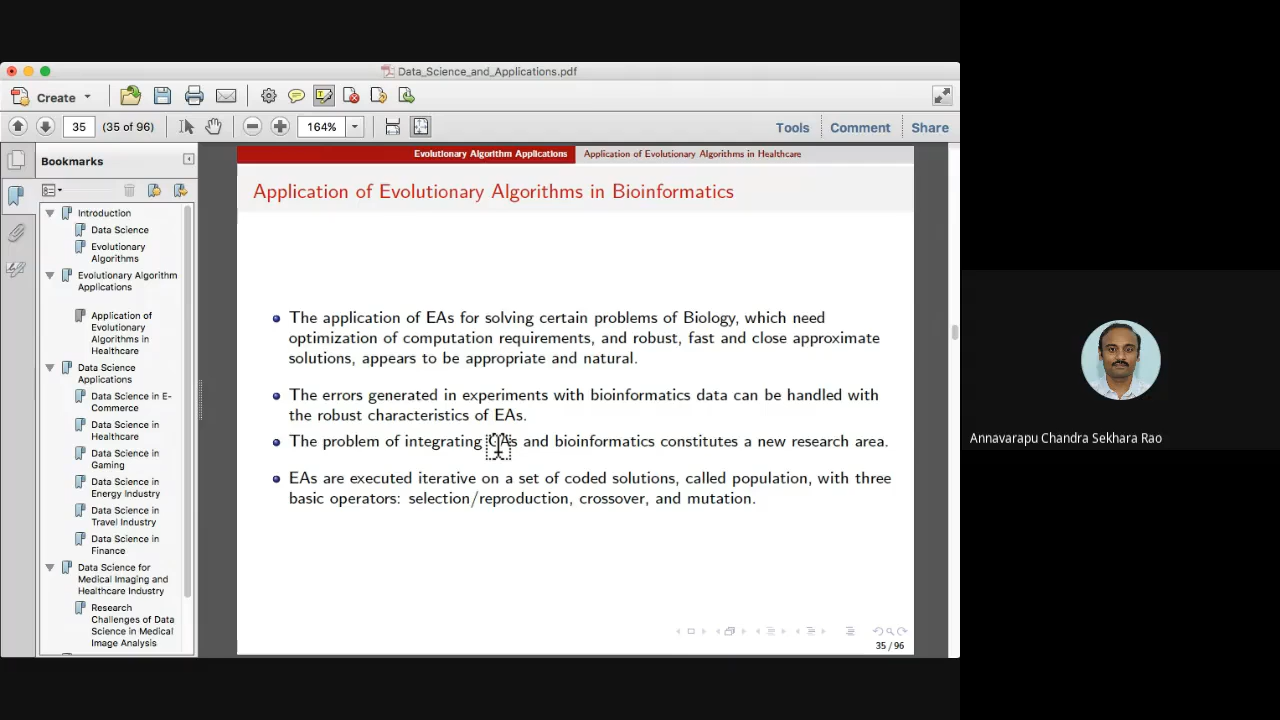 Data_Science_and_Applications.pdf
Create
35 (35 of 96) 164% Tools Comment Share
Bookmarks
Introduction
Data Science
Evolutionary
Algorithms
Evolutionary Algorithm
Applications
Application of
Evolutionary
Algorithms in
Healthcare
Data Science
Applications
Data Science in E-
Commerce
Data Science in
Healthcare
Data Science in
Gaming
Data Science in
Energy Industry
Data Science in
Travel Industry
Data Science in
Finance
Data Science for
Medical Imaging and
Healthcare Industry
Research
Challenges of Data
Science in Medical
Image Analysis
Evolutionary Algorithm Applications Application of Evolutionary Algorithms in Healthcare
Application of Evolutionary Algorithms in Bioinformatics
The application of EAs for solving certain problems of Biology, which need
optimization of computation requirements, and robust, fast and close approximate
solutions, appears to be appropriate and natural.
The errors generated in experiments with bioinformatics data can be handled with
the robust characteristics of EAs.
The problem of integrating and bioinformatics constitutes a new research area.
EAs are executed iterative on a set of coded solutions, called population, with three
basic operators: selection/reproduction, crossover, and mutation.
35 / 96
Annavarapu Chandra Sekhara Rao